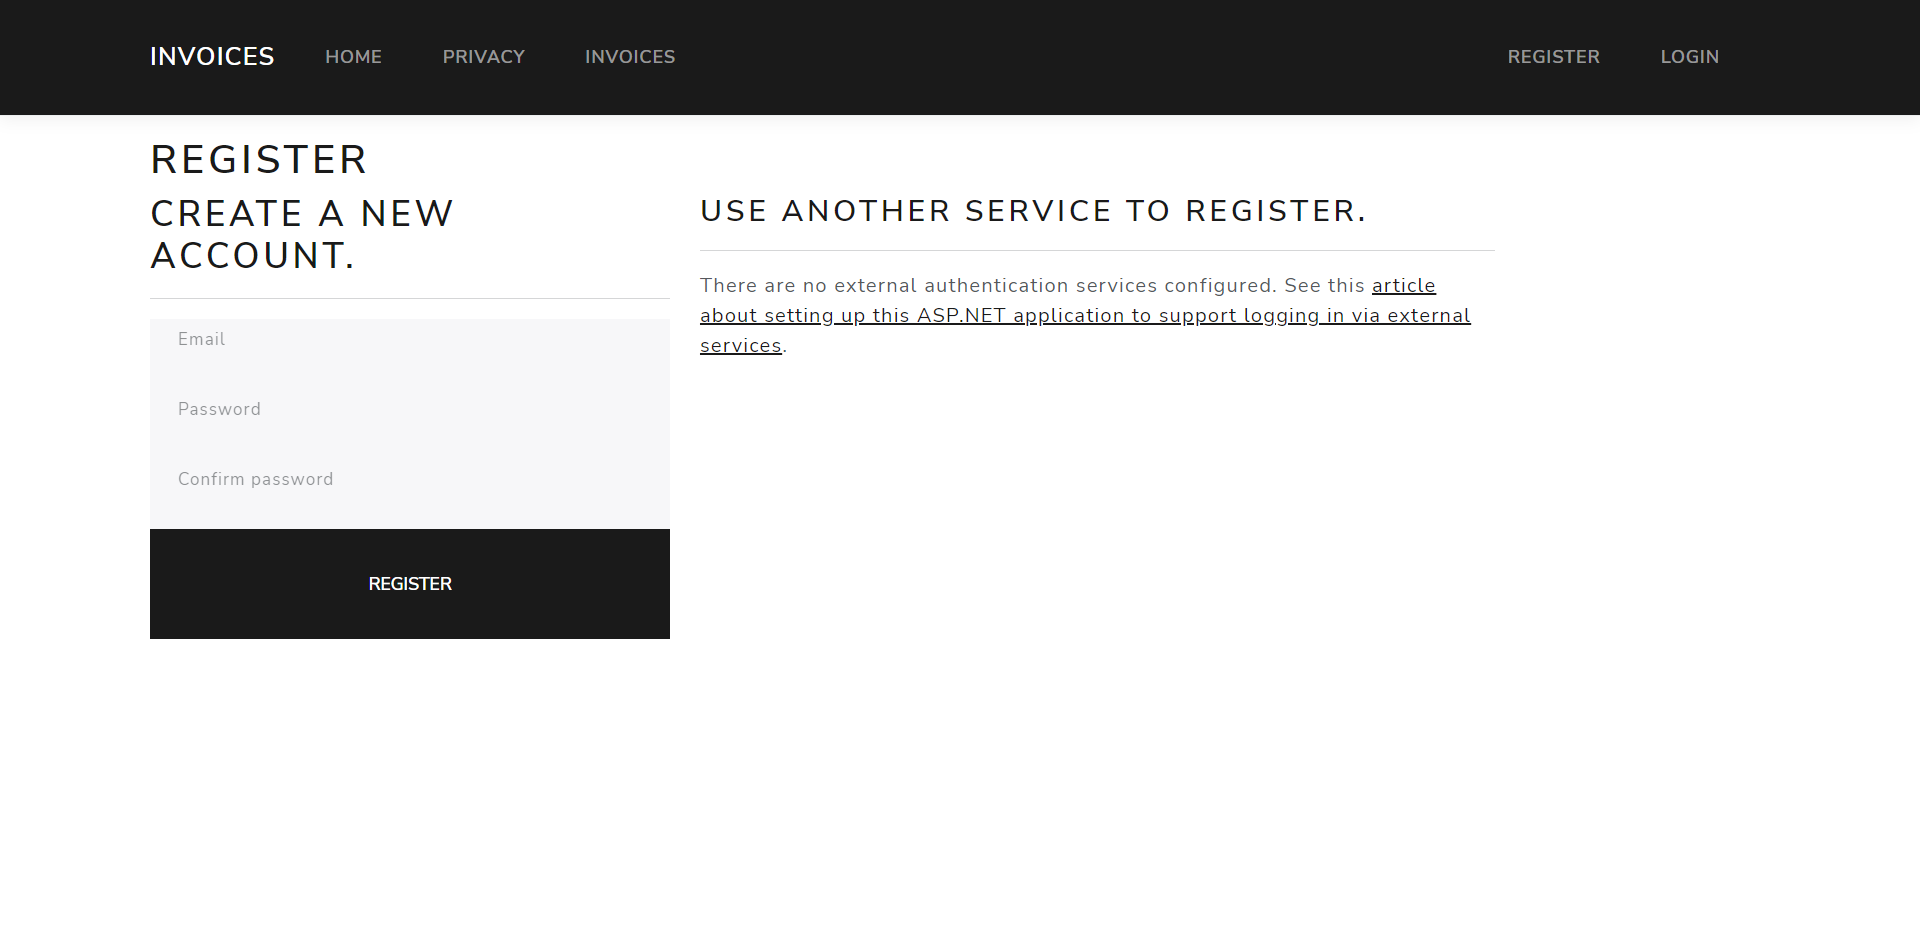 INVOICES HOME PRIVACY INVOICES REGISTER LOGIN
REGISTER
CREATE A NEW
ACCOUNT.
Email
Password
Confirm password
REGISTER
USE ANOTHER SERVICE TO REGISTER.
There are no external authentication services configured. See this article
about setting up this ASP.NET application to support logging in via external
services.